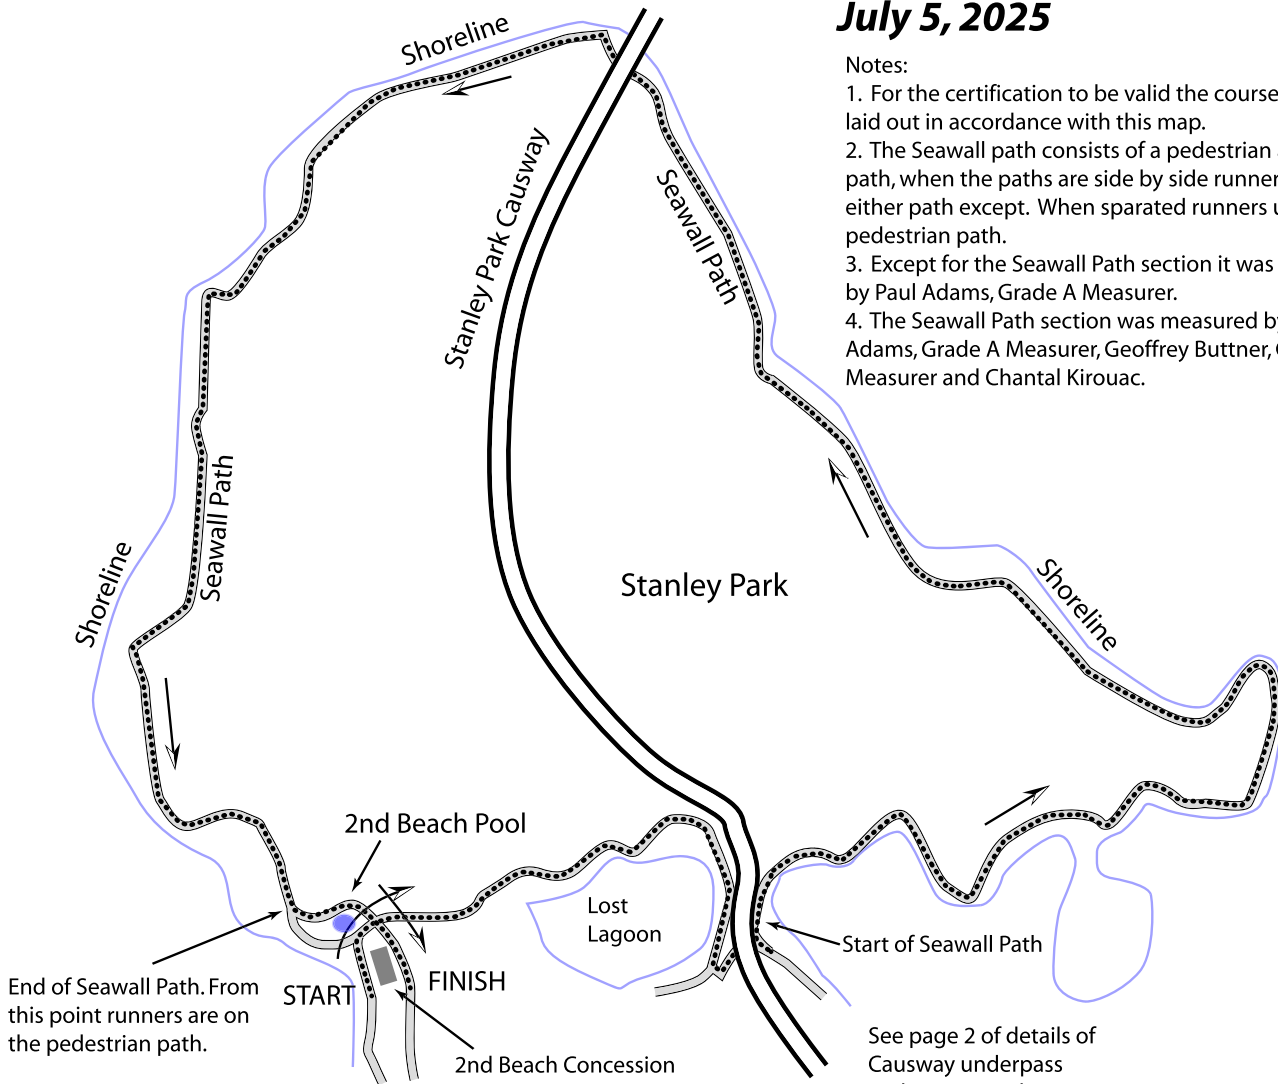 July 5, 2025
Notes:
1. For the certification to be valid the course
laid out in accordance with this map.
2. The Seawall path consists of a pedestrian
path, when the paths are side by side runner
either path except. When sparated runners u
pedestrian path.
3. Except for the Seawall Path section it was
by Paul Adams, Grade A Measurer.
4. The Seawall Path section was measured by
Adams, Grade A Measurer, Geoffrey Buttner,
Measurer and Chantal Kirouac.
Shoreline
Stanley Park Causway
Seawall Path
Seawall Path
Shoreline
Stanley Park
Shoreline
2nd Beach Pool
Lost
Lagoon
Start of Seawall Path
End of Seawall Path. From
this point runners are on
the pedestrian path.
START
FINISH
2nd Beach Concession
See page 2 of details of
Causway underpass